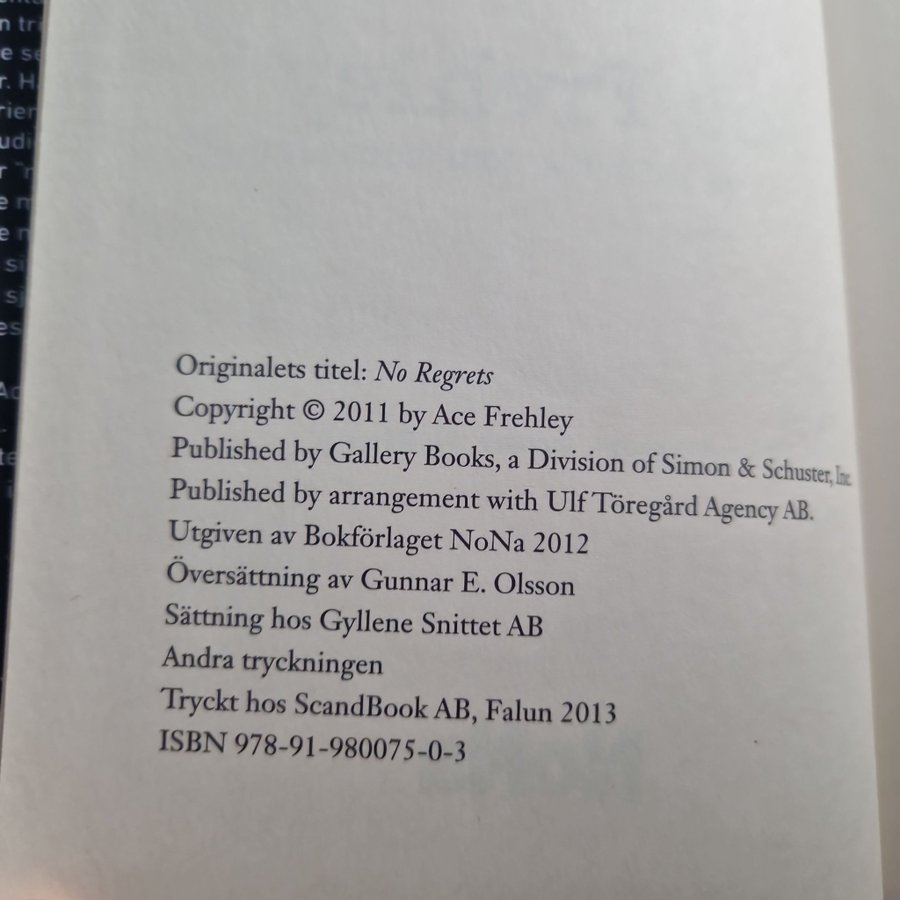 Originalets titel: No Regrets
Copyright © 2011 by Ace Frehley
Published by Gallery Books, a Division of Simon & Schuster, Inc.
Published by arrangement with Ulf Töregård Agency AB.
Utgiven av Bokförlaget NoNa 2012
Översättning av Gunnar E. Olsson
Sättning hos Gyllene Snittet AB
Andra tryckningen
Tryckt hos ScandBook AB, Falun 2013
ISBN 978-91-980075-0-3